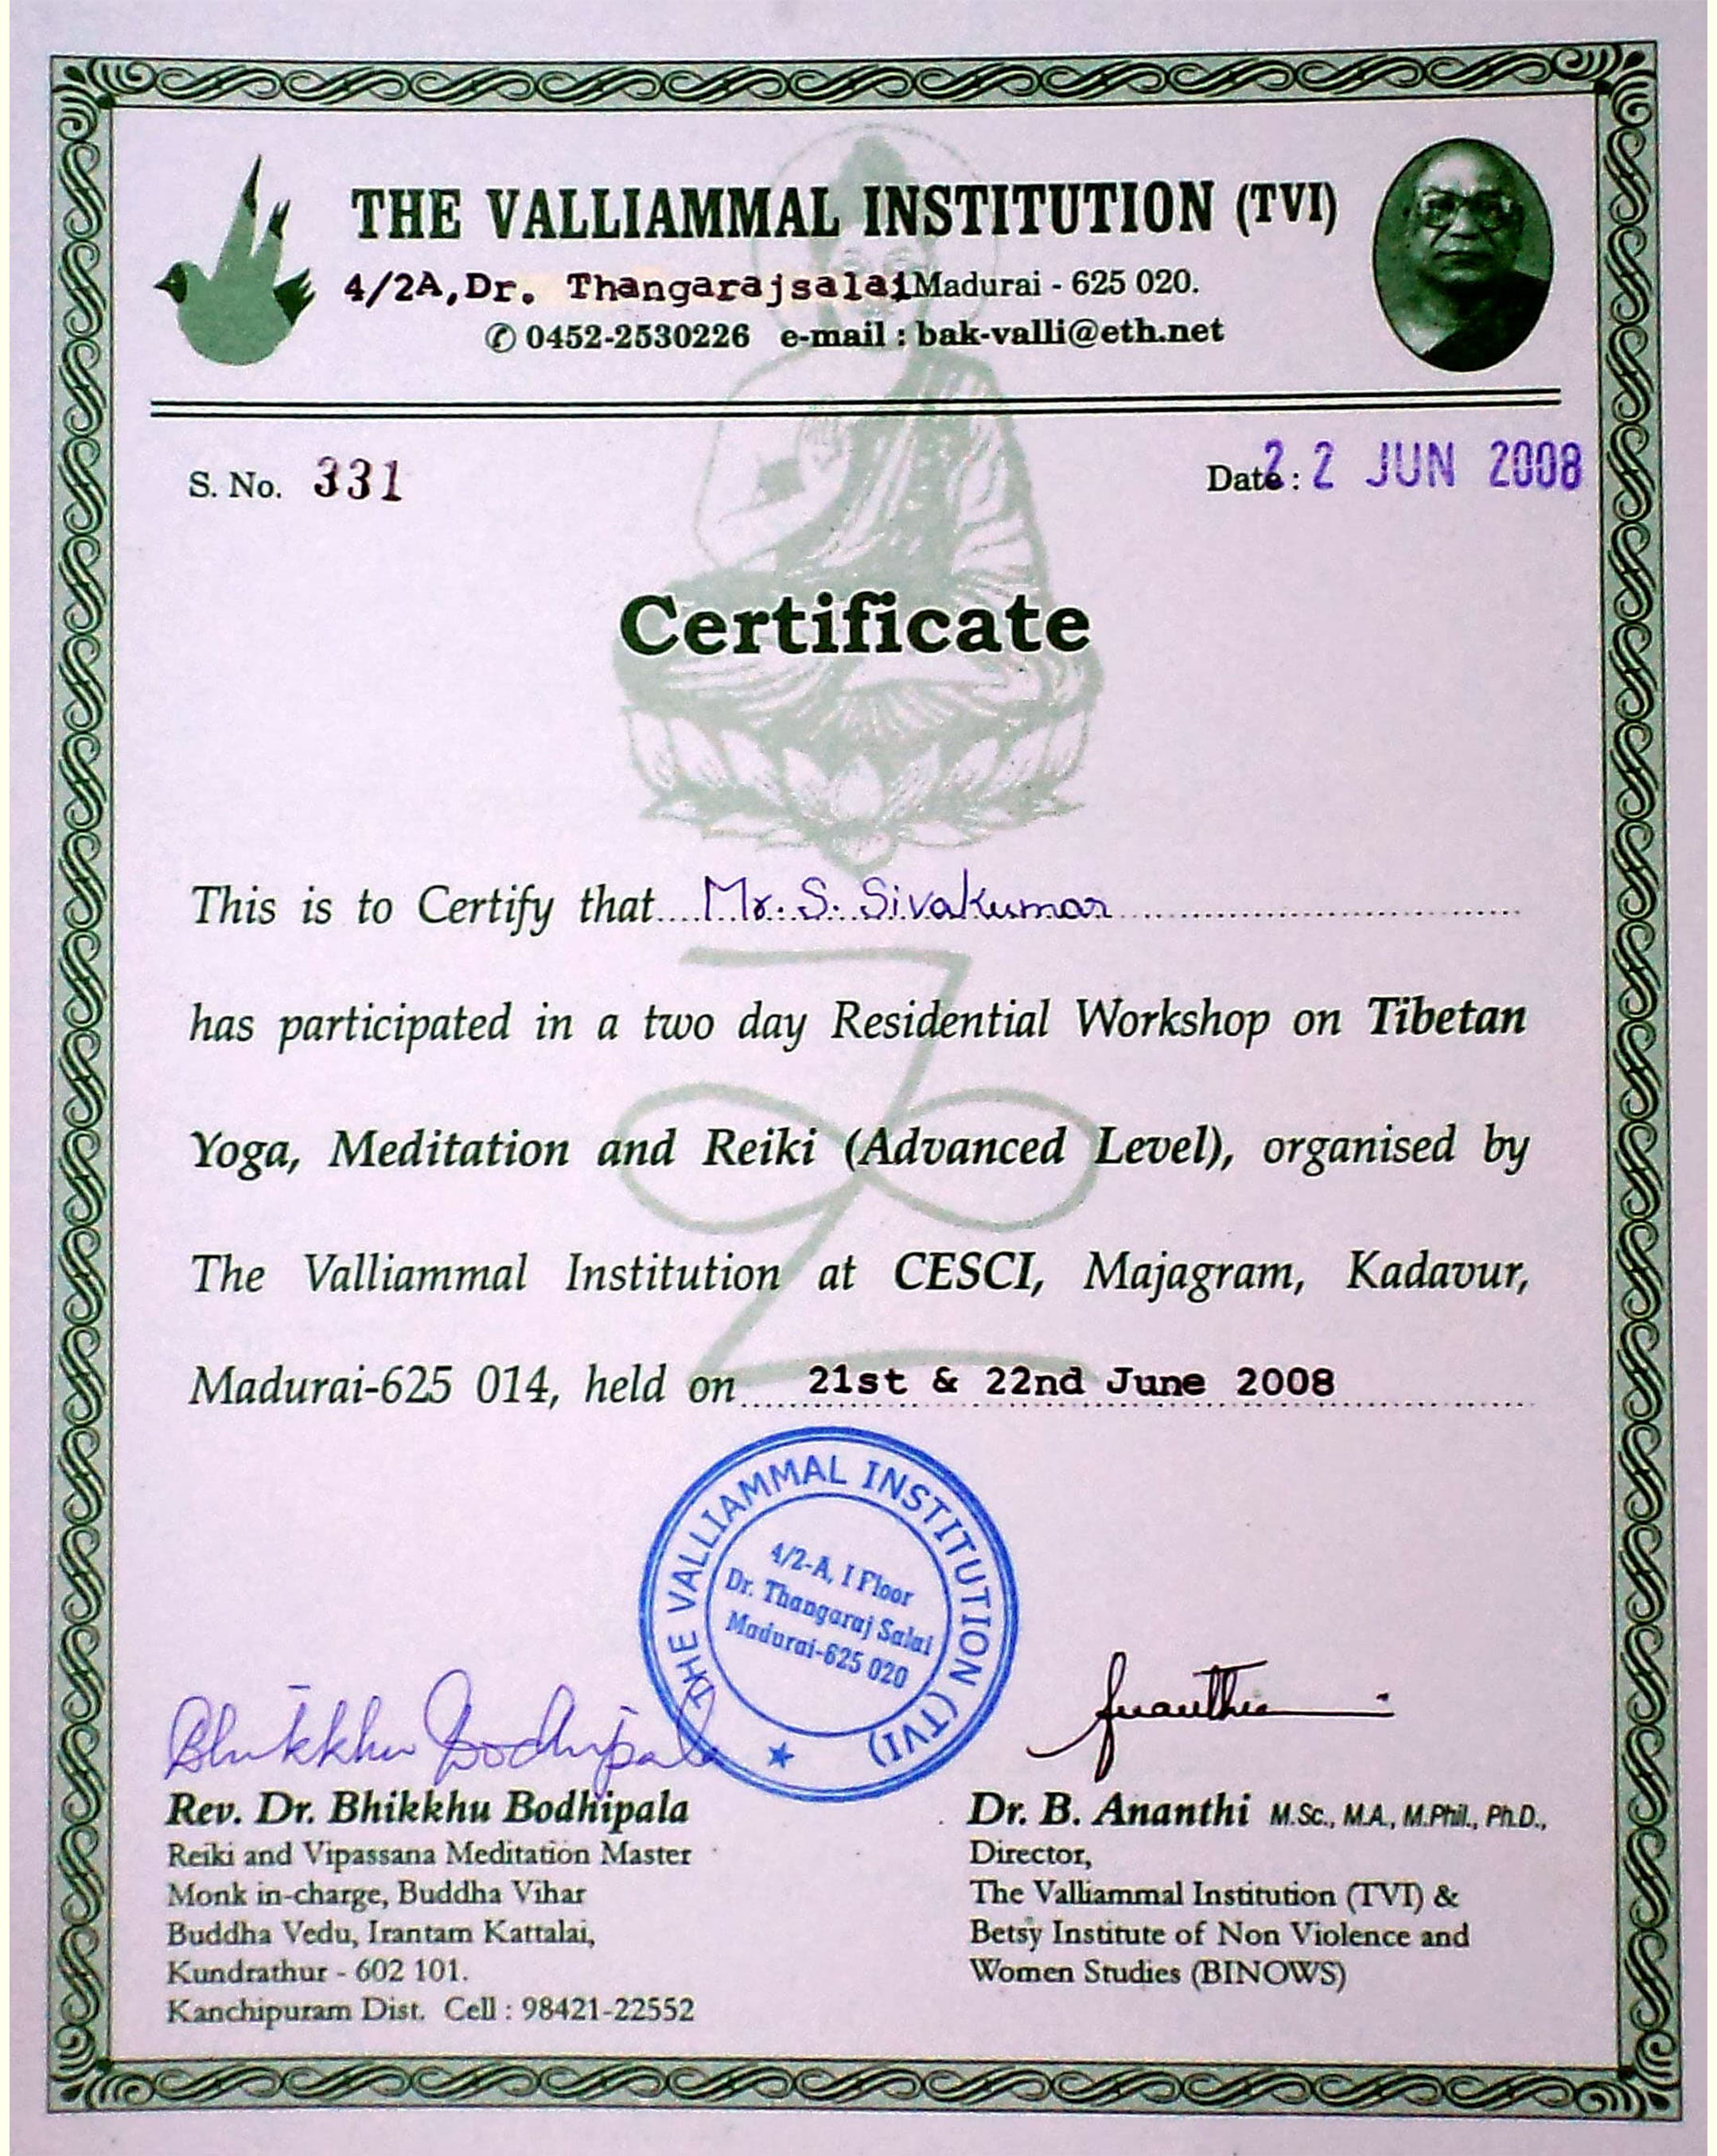 THE VALLIAMMAL INSTITUTION (TVI)
4/2A,Dr. Thangarajsalai Madurai - 625 020.
✆ 0452-2530226 e-mail : bak-valli@eth.net
S. No. 331
Date : 22 JUN 2008
Certificate
This is to Certify that Mr. S. Sivakumar
has participated in a two day Residential Workshop on Tibetan
Yoga, Meditation and Reiki (Advanced Level), organised by
The Valliammal Institution at CESCI, Majagram, Kadavur,
Madurai-625 014, held on 21st & 22nd June 2008
THE VALLIAMMAL INSTITUTION (TVI)
4/2-A, I Floor
Dr. Thangaraj Salai
Madurai-625 020
Bhikkhu Bodhipala
Rev. Dr. Bhikkhu Bodhipala
Reiki and Vipassana Meditation Master
Monk in-charge, Buddha Vihar
Buddha Vedu, Irantam Kattalai,
Kundrathur - 602 101.
Kanchipuram Dist. Cell : 98421-22552
Ananthi
Dr. B. Ananthi M.Sc., M.A., M.Phil., Ph.D.,
Director,
The Valliammal Institution (TVI) &
Betsy Institute of Non Violence and
Women Studies (BINOWS)